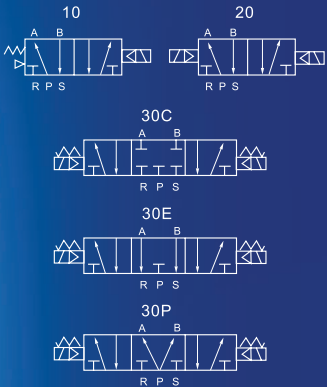 10 20
A B A B
R P S R P S
30C
A B
R P S
30E
A B
R P S
30P
A B
R P S